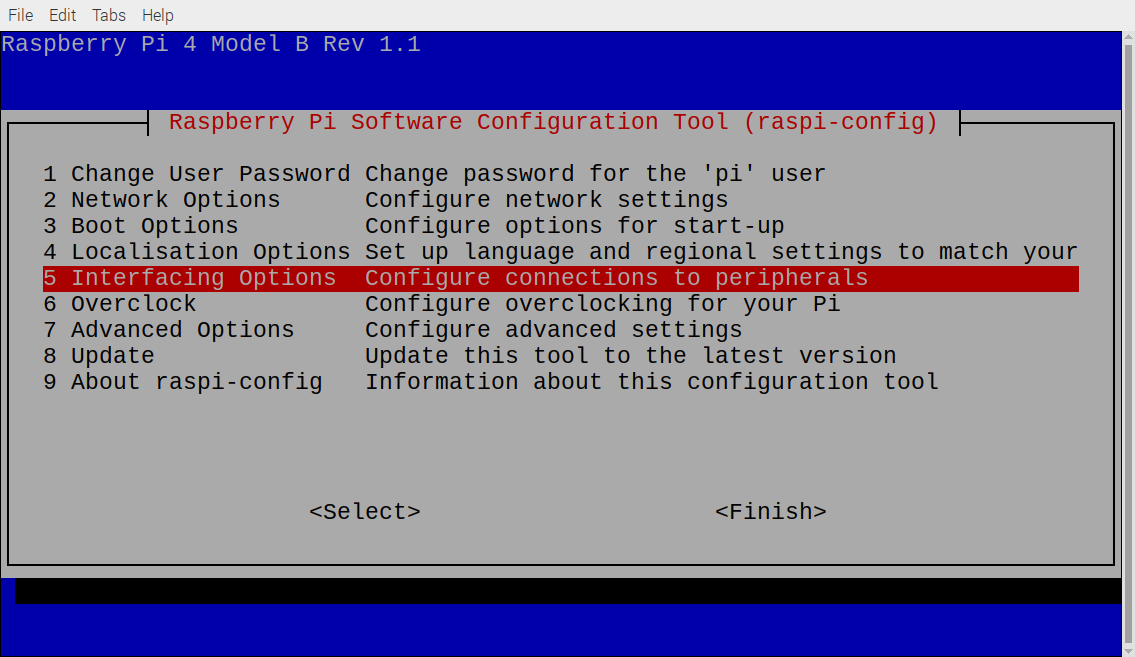 File Edit Tabs Help
Raspberry Pi 4 Model B Rev 1.1
Raspberry Pi Software Configuration Tool (raspi-config)
1 Change User Password Change password for the 'pi' user
2 Network Options Configure network settings
3 Boot Options Configure options for start-up
4 Localisation Options Set up language and regional settings to match your
5 Interfacing Options Configure connections to peripherals
6 Overclock Configure overclocking for your Pi
7 Advanced Options Configure advanced settings
8 Update Update this tool to the latest version
9 About raspi-config Information about this configuration tool
<Select> <Finish>